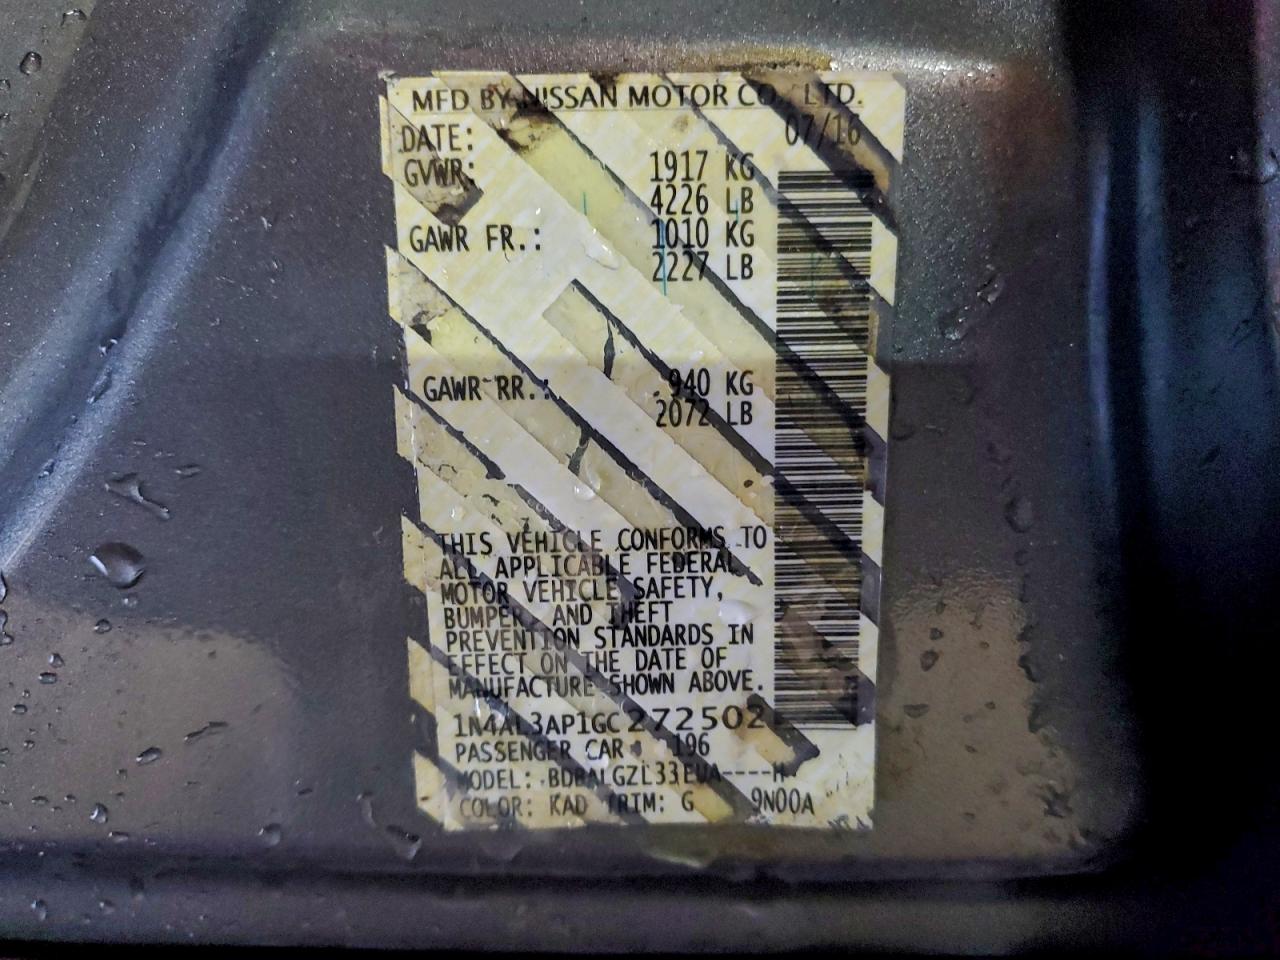 MFD BY NISSAN MOTOR CO., LTD.
DATE: 07/16
GVWR: 1917 KG
4226 LB
GAWR FR.: 1010 KG
2227 LB
GAWR RR.: 940 KG
2072 LB
THIS VEHICLE CONFORMS TO
ALL APPLICABLE FEDERAL
MOTOR VEHICLE SAFETY,
BUMPER, AND THEFT
PREVENTION STANDARDS IN
EFFECT ON THE DATE OF
MANUFACTURE SHOWN ABOVE.
1N4AL3AP1GC272502
PASSENGER CAR 196
MODEL: BDBALGZL33EUA----H
COLOR: KAD TRIM: G 9N00A